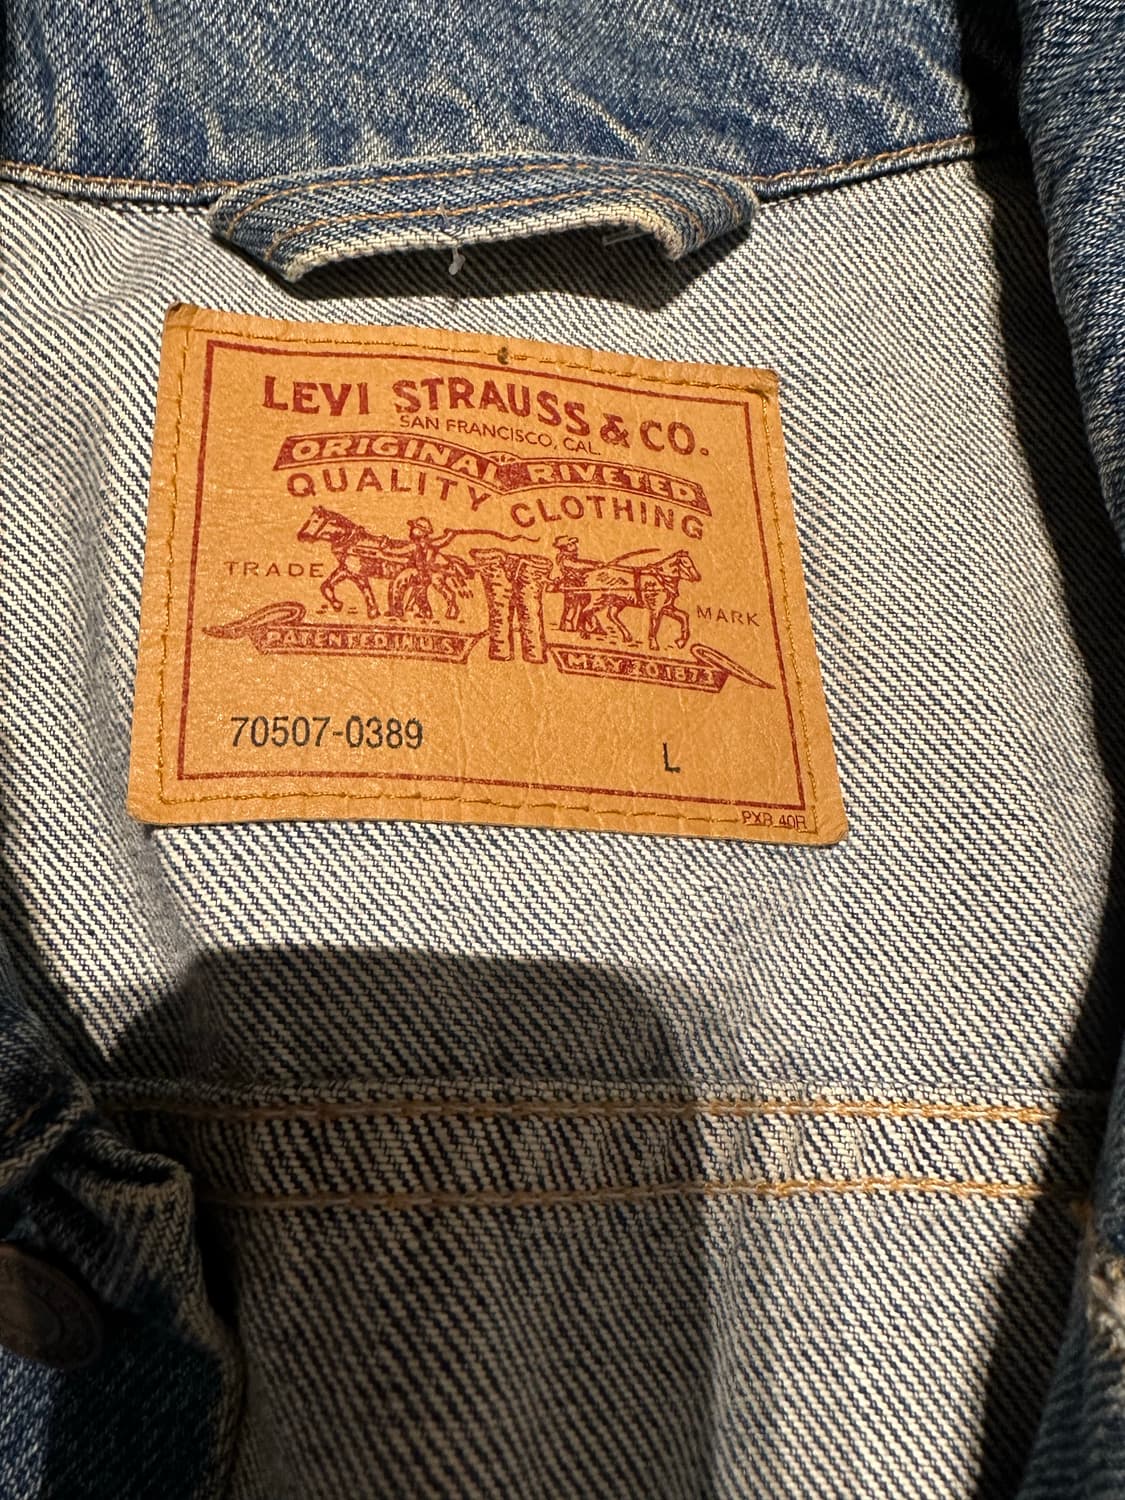 LEVI STRAUSS & CO.
SAN FRANCISCO, CAL.
ORIGINAL RIVETED
QUALITY CLOTHING
TRADE MARK
PATENTED IN U.S.
MAY 20 1873
70507-0389
L
PXB 40R